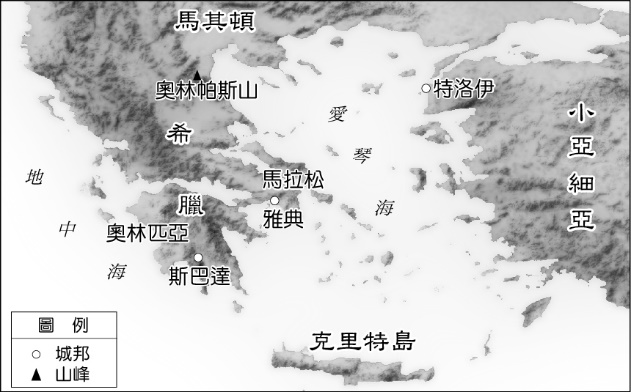 馬其頓
奧林帕斯山
特洛伊
愛琴海
小亞細亞
希臘
馬拉松
雅典
地中海
奧林匹亞
斯巴達
克里特島
圖例
城邦
山峰